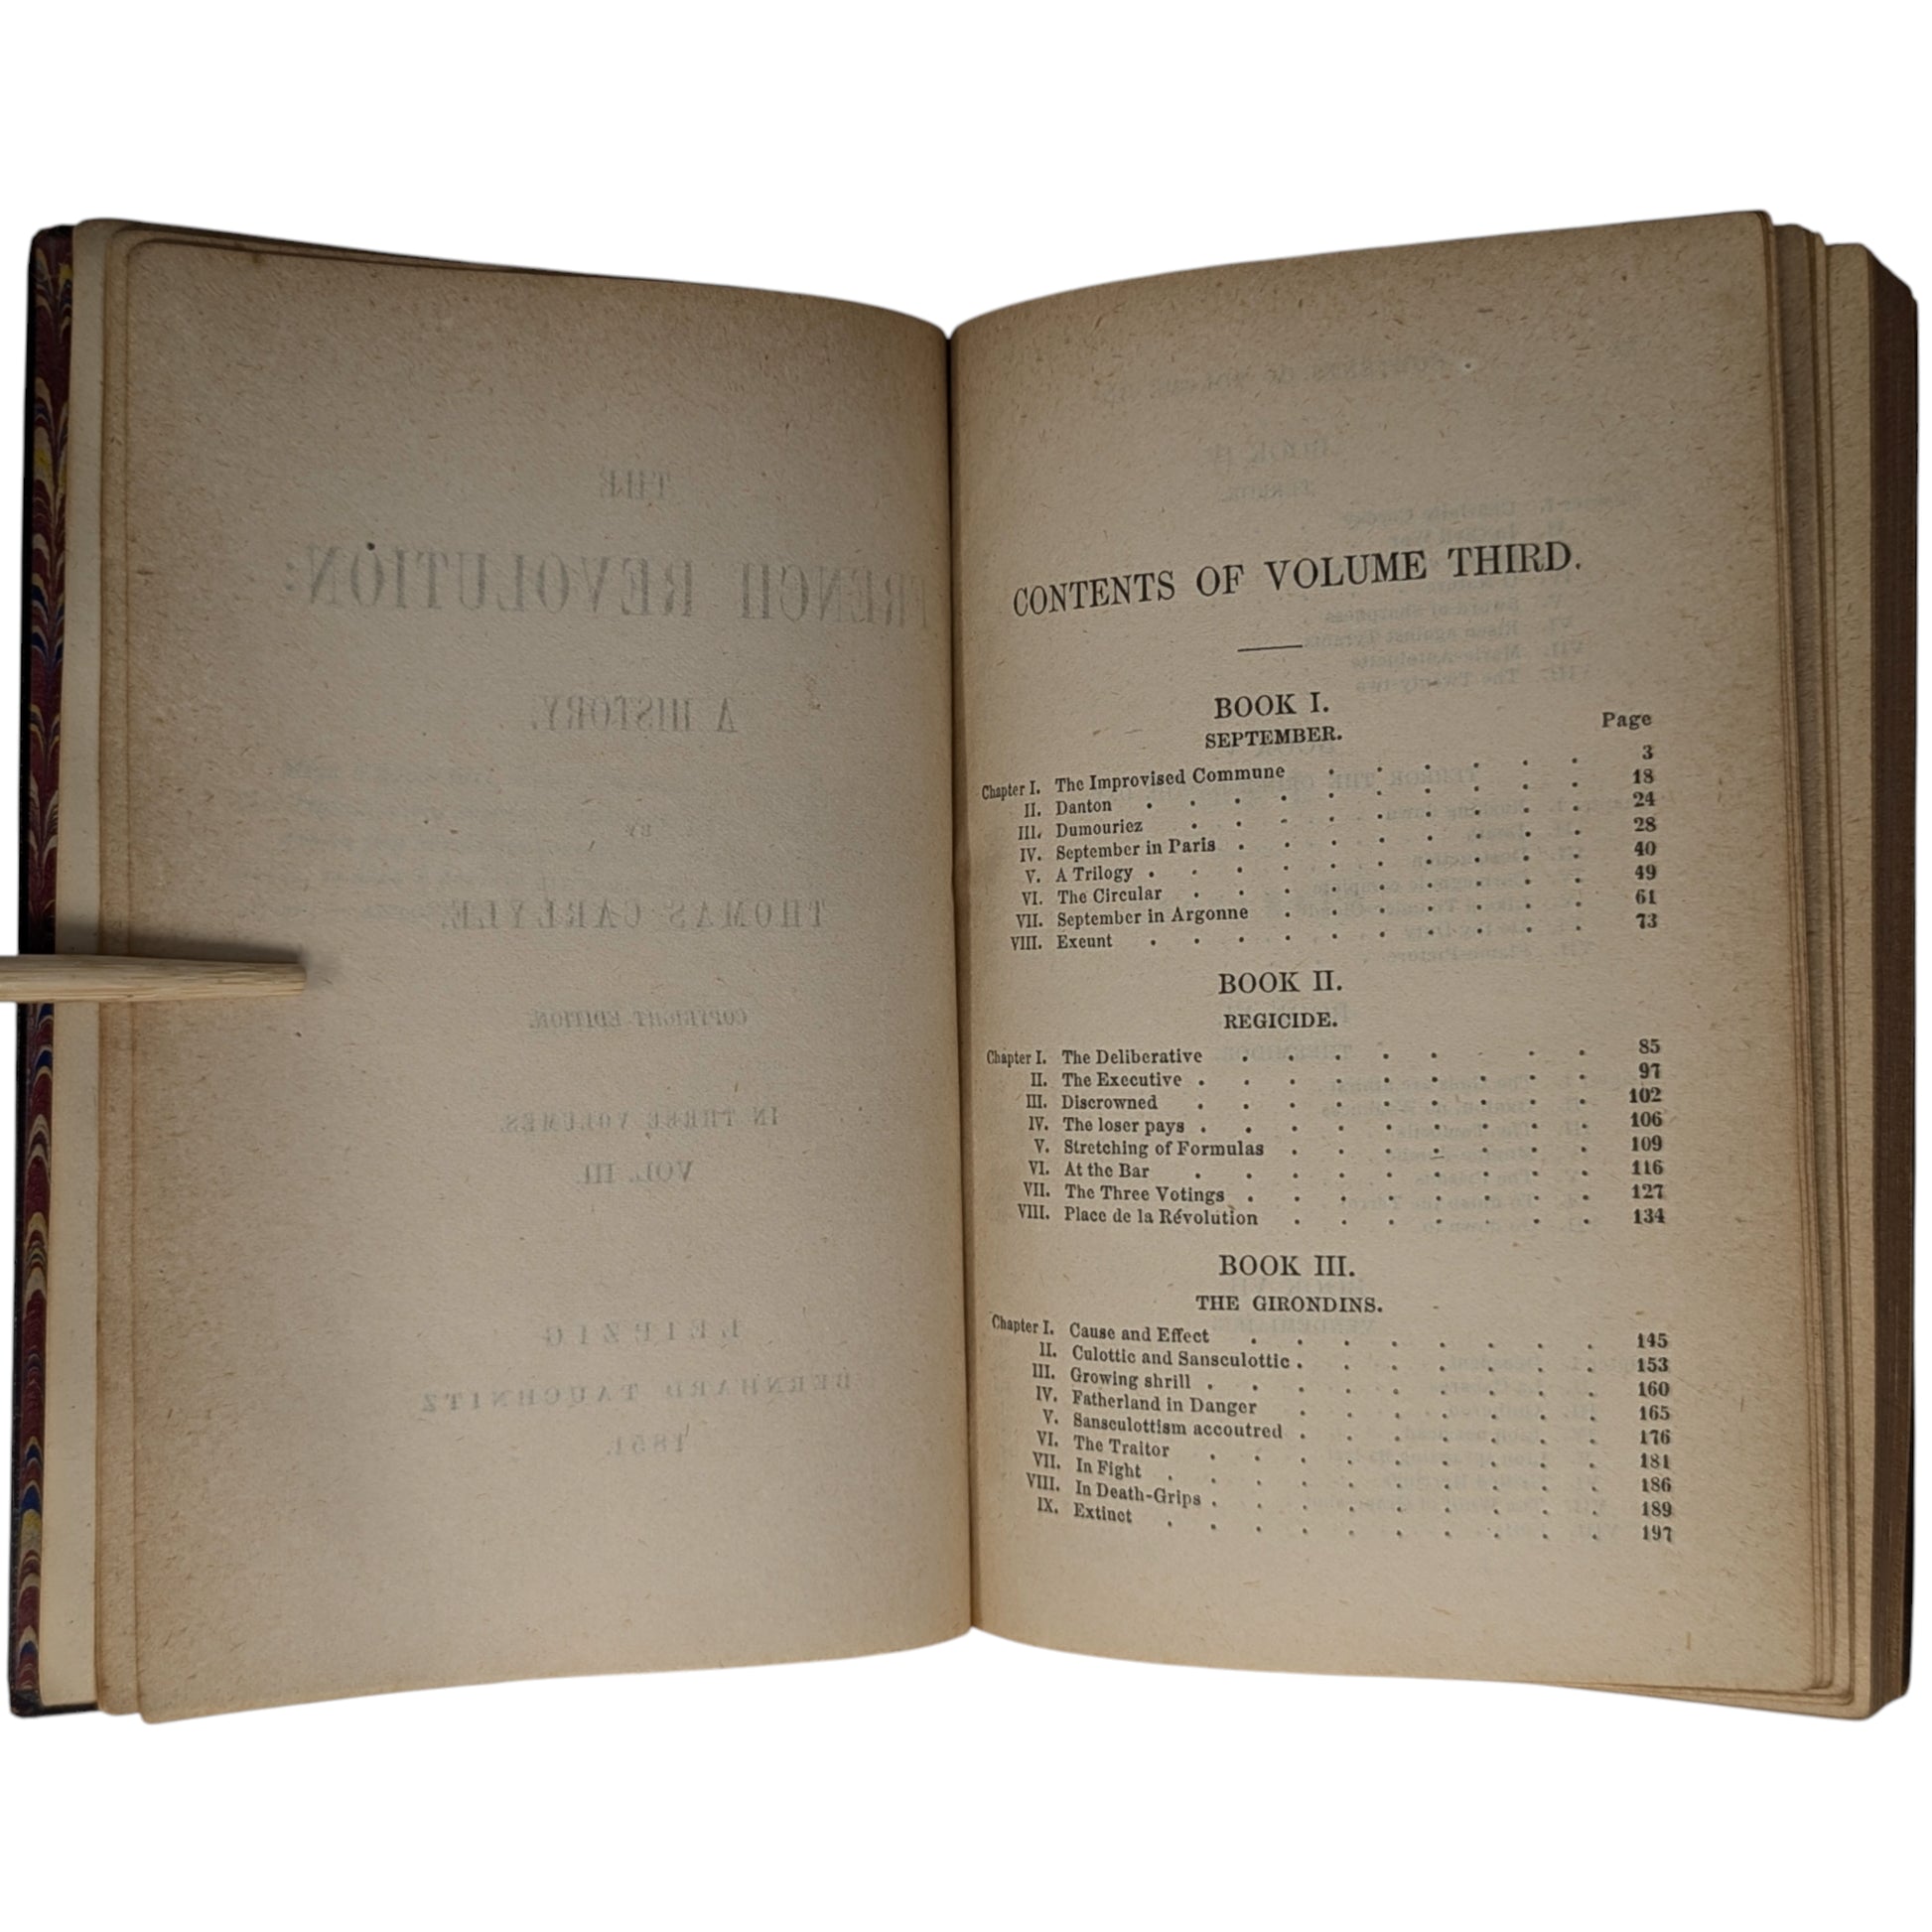 THE
FRENCH REVOLUTION:
A HISTORY.
BY
THOMAS CARLYLE.
COPYRIGHT EDITION.
IN THREE VOLUMES.
VOL. III.
LEIPZIG
BERNHARD TAUCHNITZ
1851.
CONTENTS OF VOLUME THIRD.
BOOK I.
SEPTEMBER.
Page
Chapter I. The Improvised Commune . . . . . . 3
II. Danton . . . . . . . . . . 18
III. Dumouriez . . . . . . . . . 24
IV. September in Paris . . . . . . . . 28
V. A Trilogy . . . . . . . . . . 40
VI. The Circular . . . . . . . . . 49
VII. September in Argonne . . . . . . . 61
VIII. Exeunt . . . . . . . . . . 73
BOOK II.
REGICIDE.
Chapter I. The Deliberative . . . . . . . 85
II. The Executive . . . . . . . . . 97
III. Discrowned . . . . . . . . . 102
IV. The loser pays . . . . . . . . . 106
V. Stretching of Formulas . . . . . . . 109
VI. At the Bar . . . . . . . . . 116
VII. The Three Votings . . . . . . . . 127
VIII. Place de la Révolution . . . . . . . 134
BOOK III.
THE GIRONDINS.
Chapter I. Cause and Effect . . . . . . . . 145
II. Culottic and Sansculottic . . . . . . . 153
III. Growing shrill . . . . . . . . . 160
IV. Fatherland in Danger . . . . . . . 165
V. Sansculottism accoutred . . . . . . . 176
VI. The Traitor . . . . . . . . . 181
VII. In Fight . . . . . . . . . . 186
VIII. In Death-Grips . . . . . . . . . 189
IX. Extinct . . . . . . . . . . 197